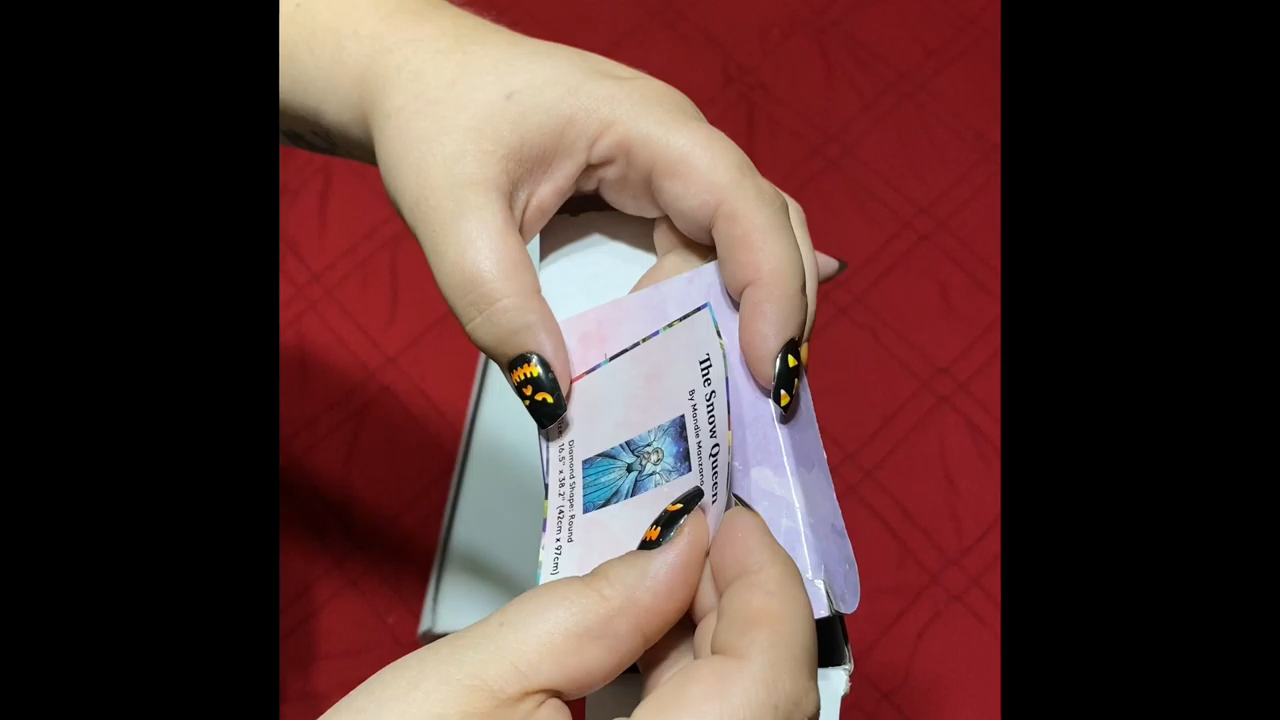 The Snow Queen
By Mandie Manzano
Diamond Shape: Round
16.5" x 38.2" (42cm x 97cm)